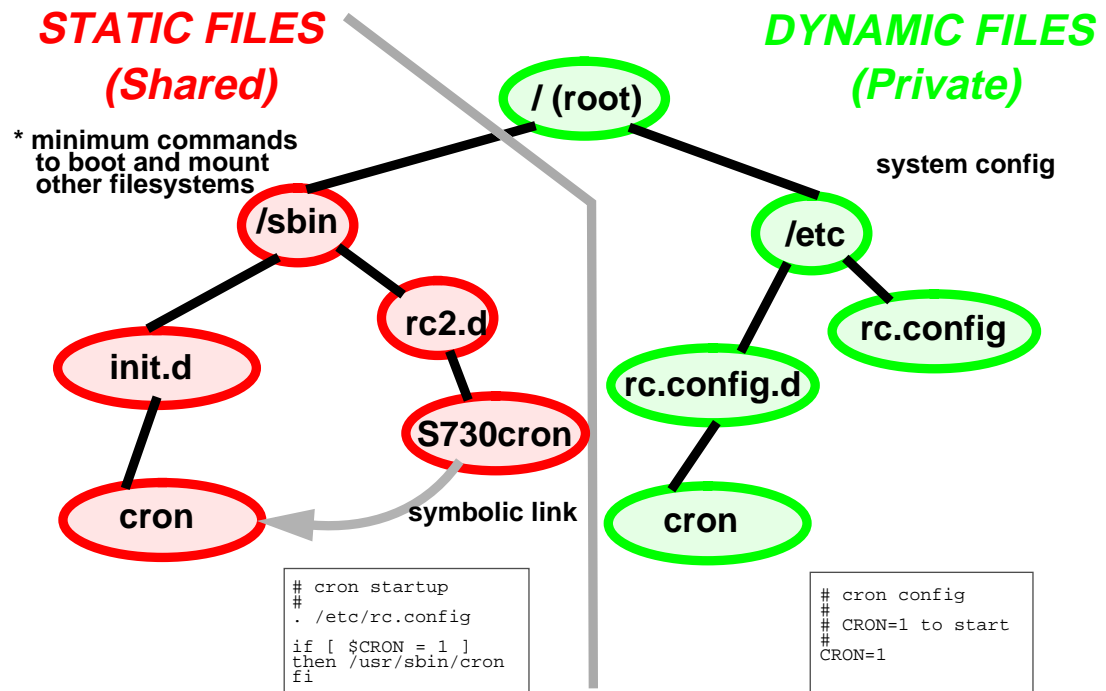 STATIC FILES
(Shared)
DYNAMIC FILES
(Private)
/ (root)
* minimum commands
to boot and mount
other filesystems
system config
/sbin
/etc
rc2.d
rc.config
init.d
rc.config.d
S730cron
cron
symbolic link
cron
# cron startup
#
. /etc/rc.config
if [ $CRON = 1 ]
then /usr/sbin/cron
fi
# cron config
#
# CRON=1 to start
#
CRON=1